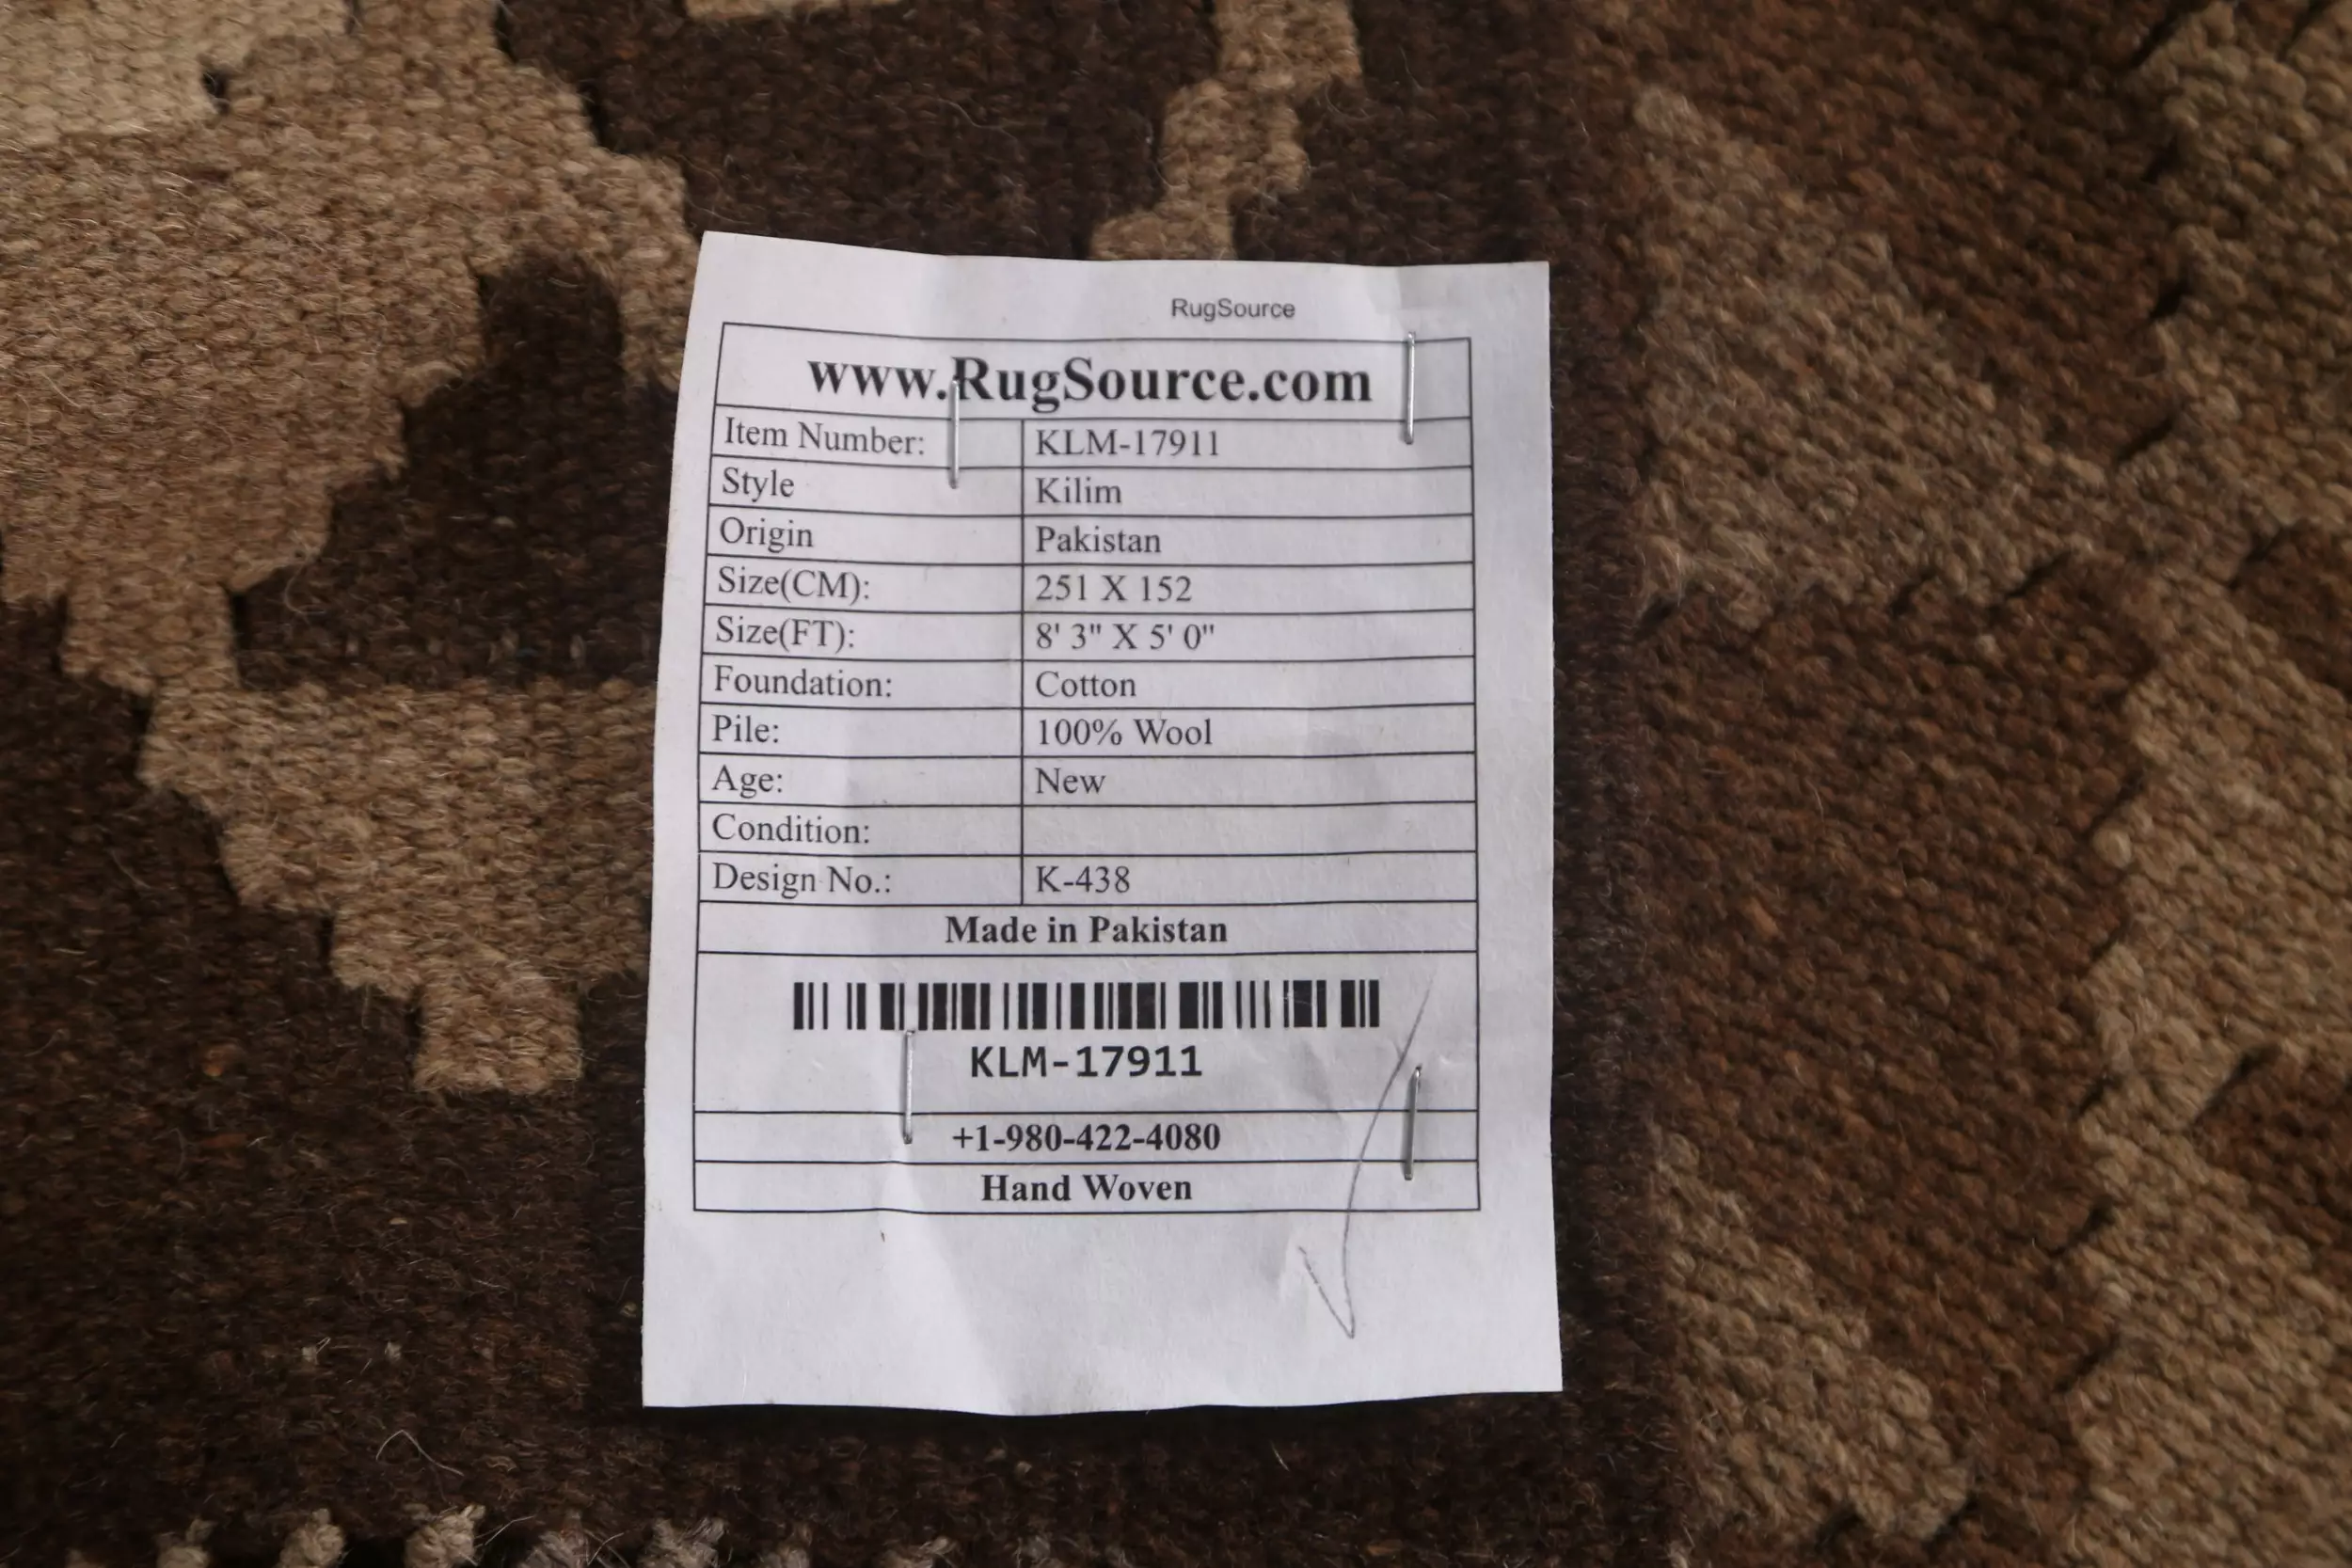 RugSource
www.RugSource.com
Item Number: KLM-17911
Style Kilim
Origin Pakistan
Size(CM): 251 X 152
Size(FT): 8' 3" X 5' 0"
Foundation: Cotton
Pile: 100% Wool
Age: New
Condition:
Design No.: K-438
Made in Pakistan
KLM-17911
+1-980-422-4080
Hand Woven